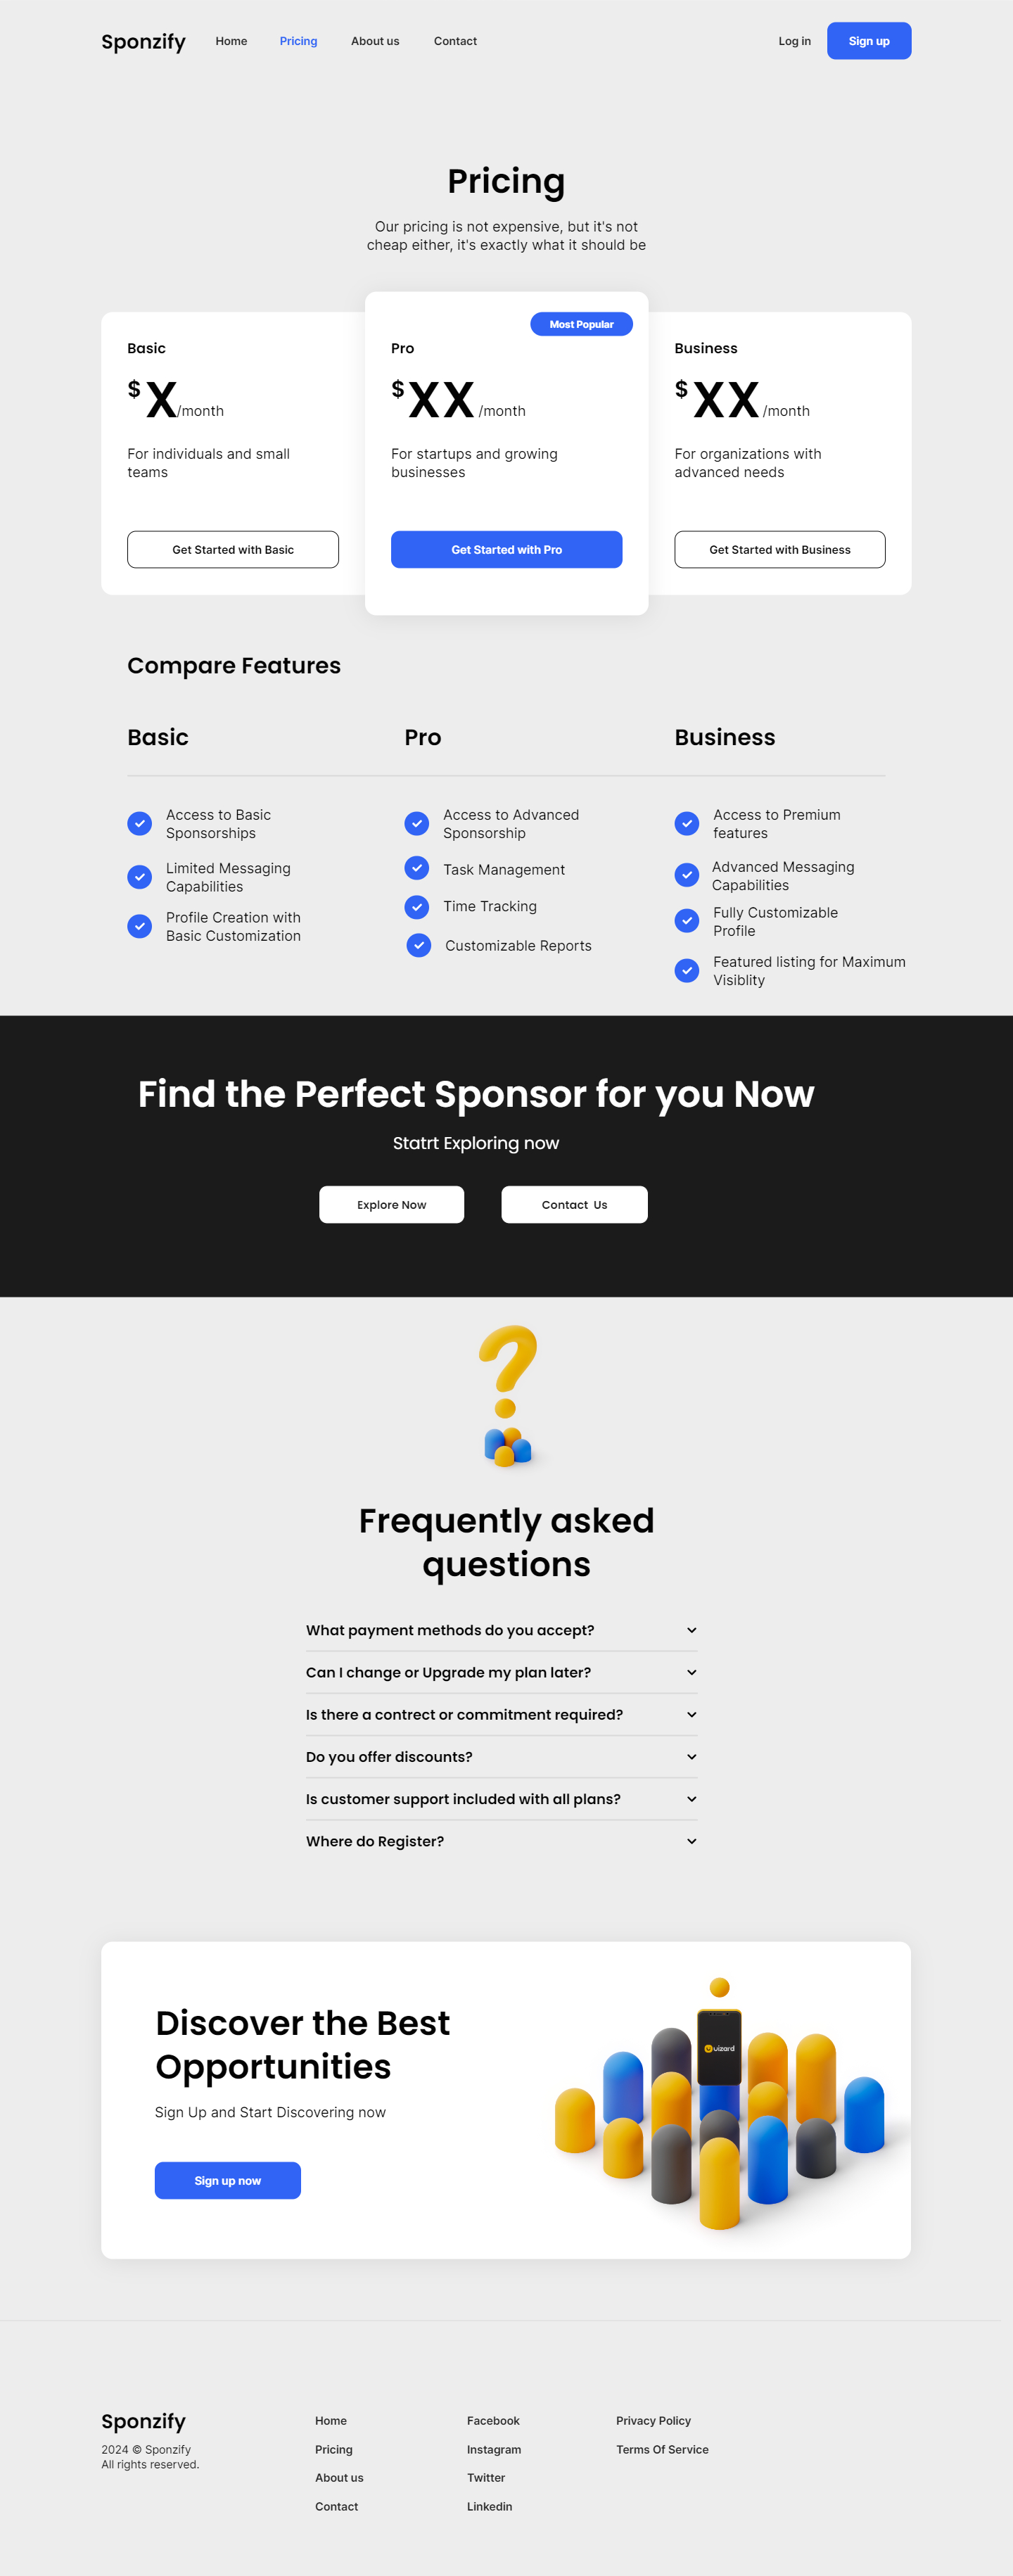 Sponzify
Home
Pricing
About us
Contact
Log in
Sign up
Pricing
Our pricing is not expensive, but it's not
cheap either, it's exactly what it should be
Basic
$X/month
For individuals and small
teams
Get Started with Basic
Most Popular
Pro
$XX/month
For startups and growing
businesses
Get Started with Pro
Business
$XX/month
For organizations with
advanced needs
Get Started with Business
Compare Features
Basic
Pro
Business
Access to Basic
Sponsorships
Limited Messaging
Capabilities
Profile Creation with
Basic Customization
Access to Advanced
Sponsorship
Task Management
Time Tracking
Customizable Reports
Access to Premium
features
Advanced Messaging
Capabilities
Fully Customizable
Profile
Featured listing for Maximum
Visiblity
Find the Perfect Sponsor for you Now
Statrt Exploring now
Explore Now
Contact Us
?
Frequently asked
questions
What payment methods do you accept?
Can I change or Upgrade my plan later?
Is there a contrect or commitment required?
Do you offer discounts?
Is customer support included with all plans?
Where do Register?
Discover the Best
Opportunities
Sign Up and Start Discovering now
Sign up now
uizard
Sponzify
2024 © Sponzify
All rights reserved.
Home
Pricing
About us
Contact
Facebook
Instagram
Twitter
Linkedin
Privacy Policy
Terms Of Service